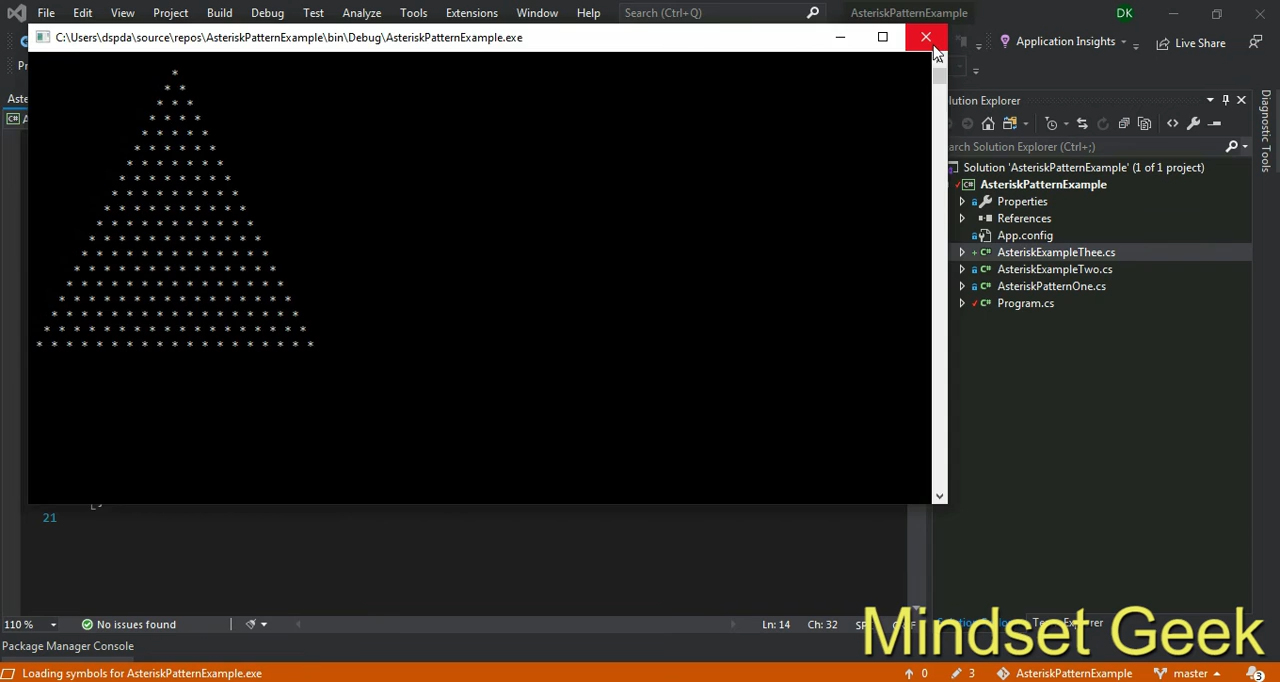 File Edit View Project Build Debug Test Analyze Tools Extensions Window Help Search (Ctrl+Q) AsteriskPatternExample DK
C:\Users\dspda\source\repos\AsteriskPatternExample\bin\Debug\AsteriskPatternExample.exe
Application Insights Live Share
*
* *
* * *
* * * *
* * * * *
* * * * * *
* * * * * * *
* * * * * * * *
* * * * * * * * *
* * * * * * * * * *
* * * * * * * * * * *
* * * * * * * * * * * *
* * * * * * * * * * * * *
* * * * * * * * * * * * * *
* * * * * * * * * * * * * * *
* * * * * * * * * * * * * * * *
* * * * * * * * * * * * * * * * *
* * * * * * * * * * * * * * * * * *
* * * * * * * * * * * * * * * * * * *
lution Explorer
arch Solution Explorer (Ctrl+;)
Solution 'AsteriskPatternExample' (1 of 1 project)
C# AsteriskPatternExample
Properties
References
App.config
C# AsteriskExampleThee.cs
C# AsteriskExampleTwo.cs
C# AsteriskPatternOne.cs
C# Program.cs
Diagnostic Tools
21
110 % No issues found Ln: 14 Ch: 32
Mindset Geek
Package Manager Console
Loading symbols for AsteriskPatternExample.exe 0 3 AsteriskPatternExample master 3